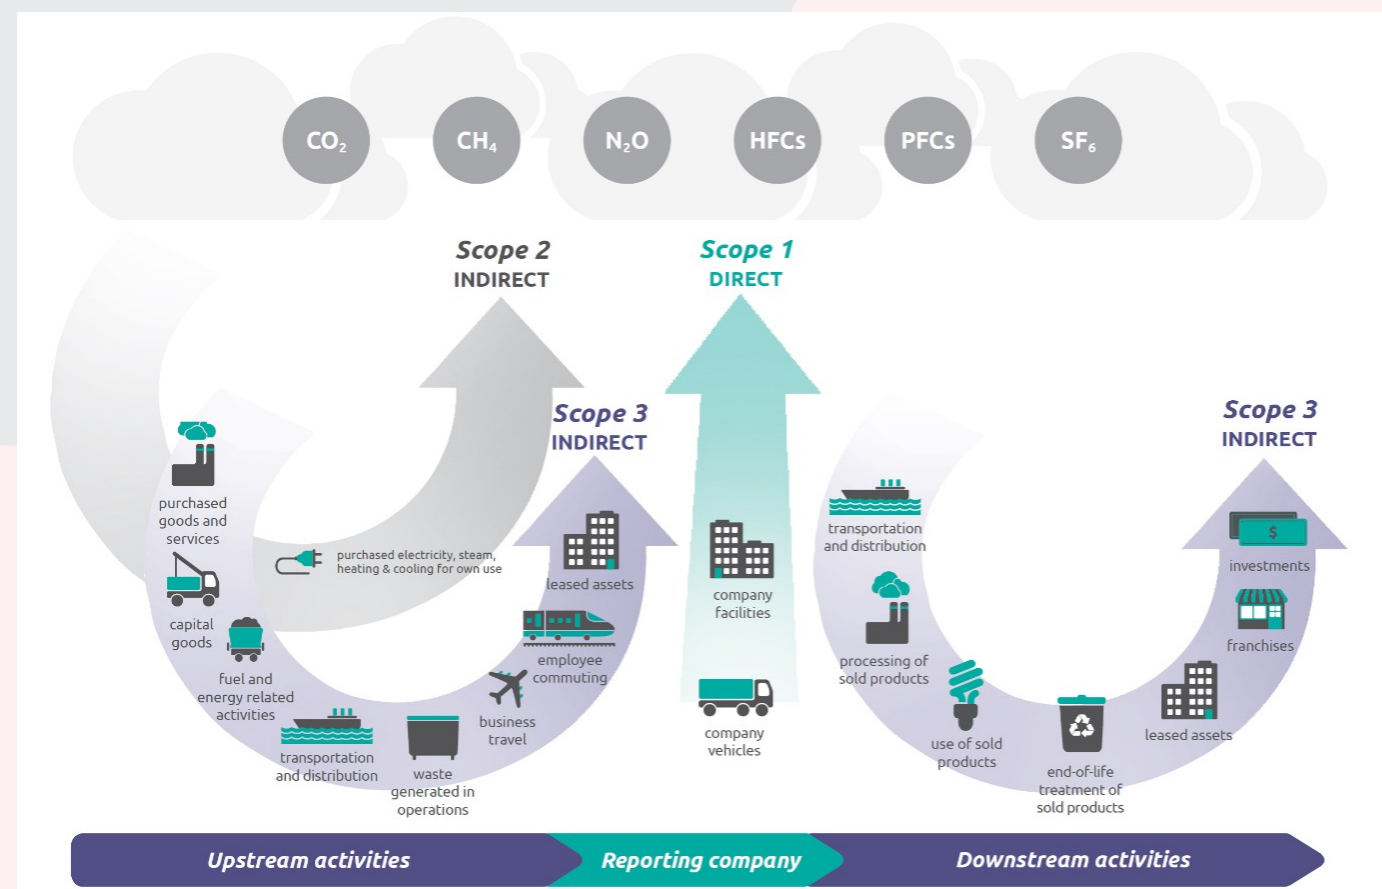 CO₂
CH₄
N₂O
HFCs
PFCs
SF₆
Scope 2
INDIRECT
Scope 1
DIRECT
Scope 3
INDIRECT
Scope 3
INDIRECT
purchased
goods and
services
capital
goods
fuel and
energy related
activities
transportation
and distribution
waste
generated in
operations
business
travel
employee
commuting
leased assets
purchased electricity, steam,
heating & cooling for own use
company
facilities
company
vehicles
transportation
and distribution
processing of
sold products
use of sold
products
end-of-life
treatment of
sold products
leased assets
franchises
$
investments
Upstream activities
Reporting company
Downstream activities